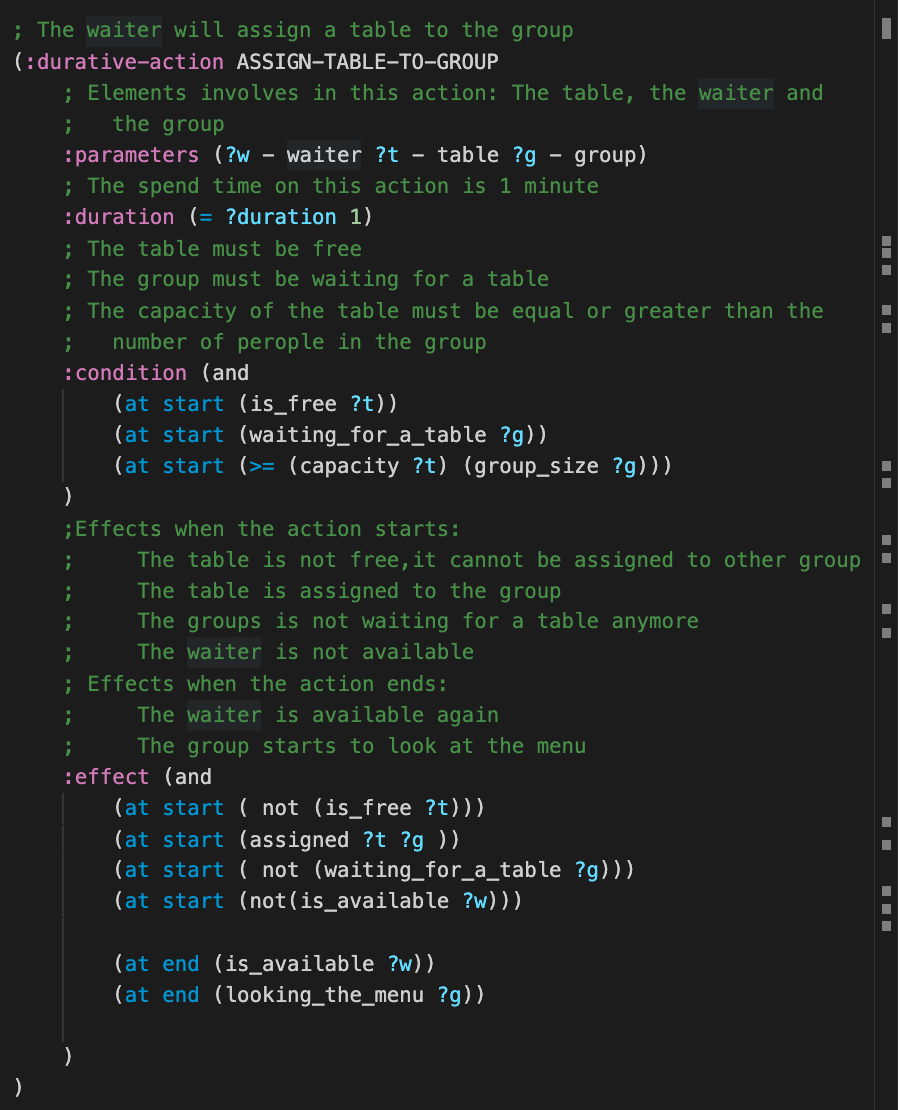 ; The waiter will assign a table to the group
(:durative-action ASSIGN-TABLE-TO-GROUP
    ; Elements involves in this action: The table, the waiter and
    ;   the group
    :parameters (?w - waiter ?t - table ?g - group)
    ; The spend time on this action is 1 minute
    :duration (= ?duration 1)
    ; The table must be free
    ; The group must be waiting for a table
    ; The capacity of the table must be equal or greater than the
    ;   number of perople in the group
    :condition (and
        (at start (is_free ?t))
        (at start (waiting_for_a_table ?g))
        (at start (>= (capacity ?t) (group_size ?g)))
    )
    ;Effects when the action starts:
    ;     The table is not free,it cannot be assigned to other group
    ;     The table is assigned to the group
    ;     The groups is not waiting for a table anymore
    ;     The waiter is not available
    ; Effects when the action ends:
    ;     The waiter is available again
    ;     The group starts to look at the menu
    :effect (and
        (at start ( not (is_free ?t)))
        (at start (assigned ?t ?g ))
        (at start ( not (waiting_for_a_table ?g)))
        (at start (not(is_available ?w)))

        (at end (is_available ?w))
        (at end (looking_the_menu ?g))

    )
)